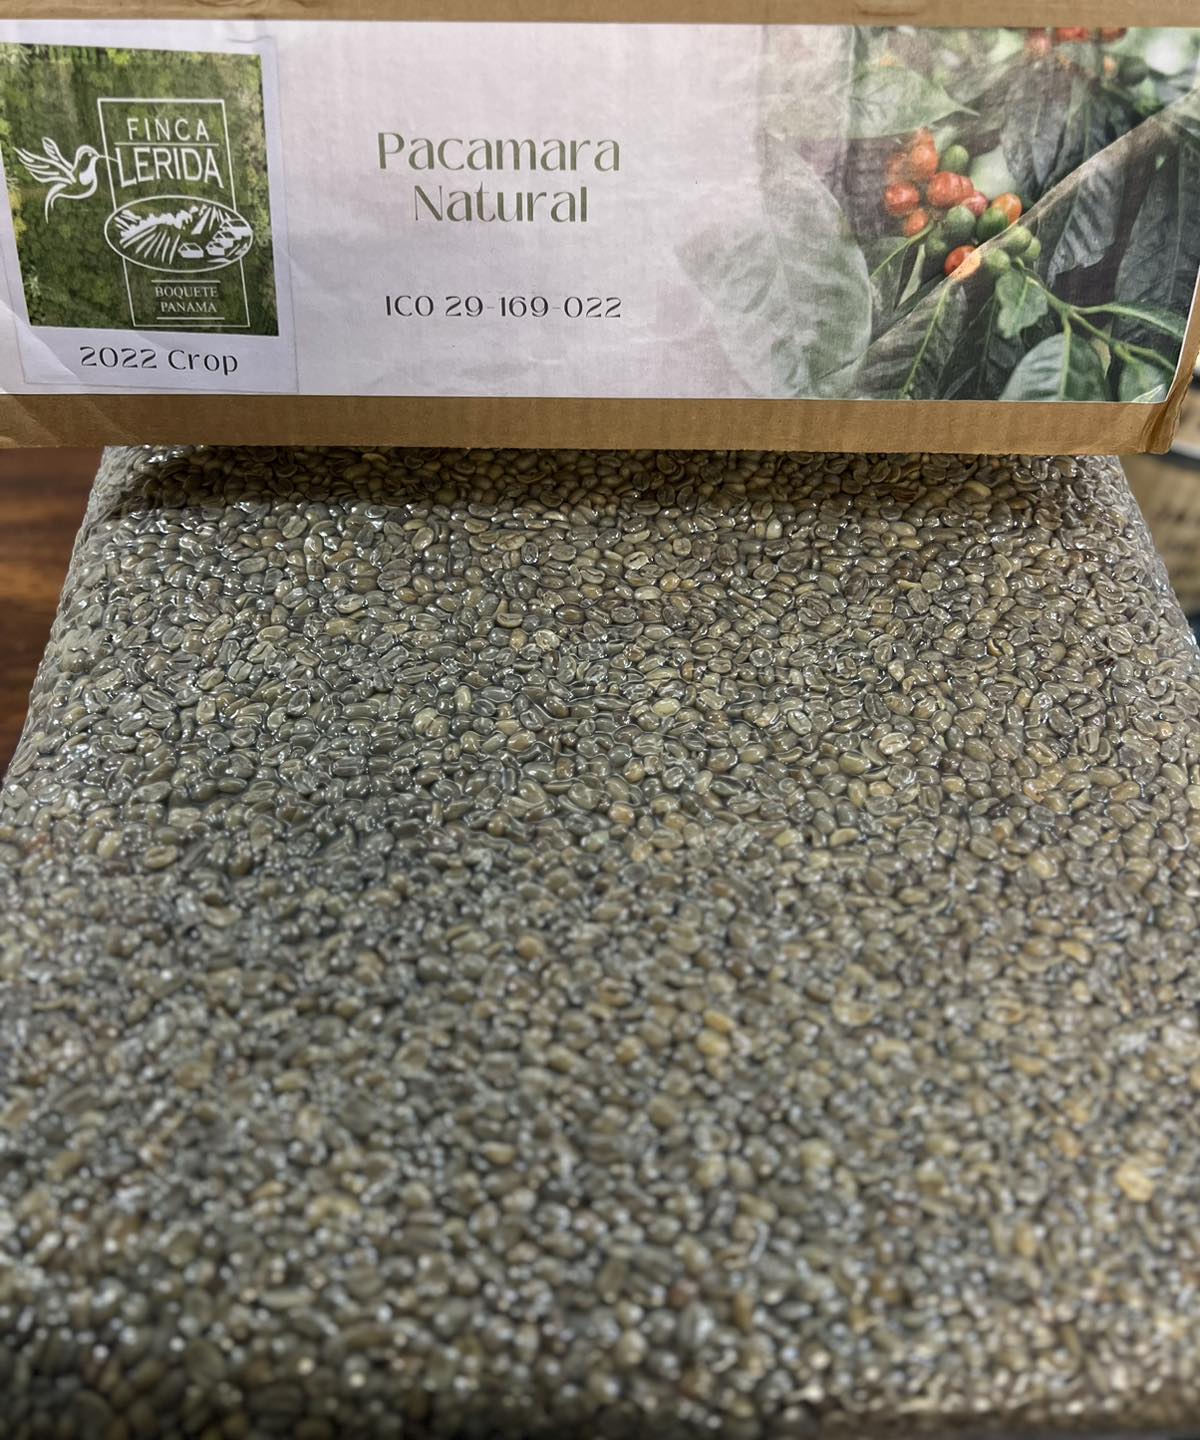 FINCA
LERIDA
BOQUETE
PANAMA
2022 Crop
Pacamara
Natural
ICO 29-169-022